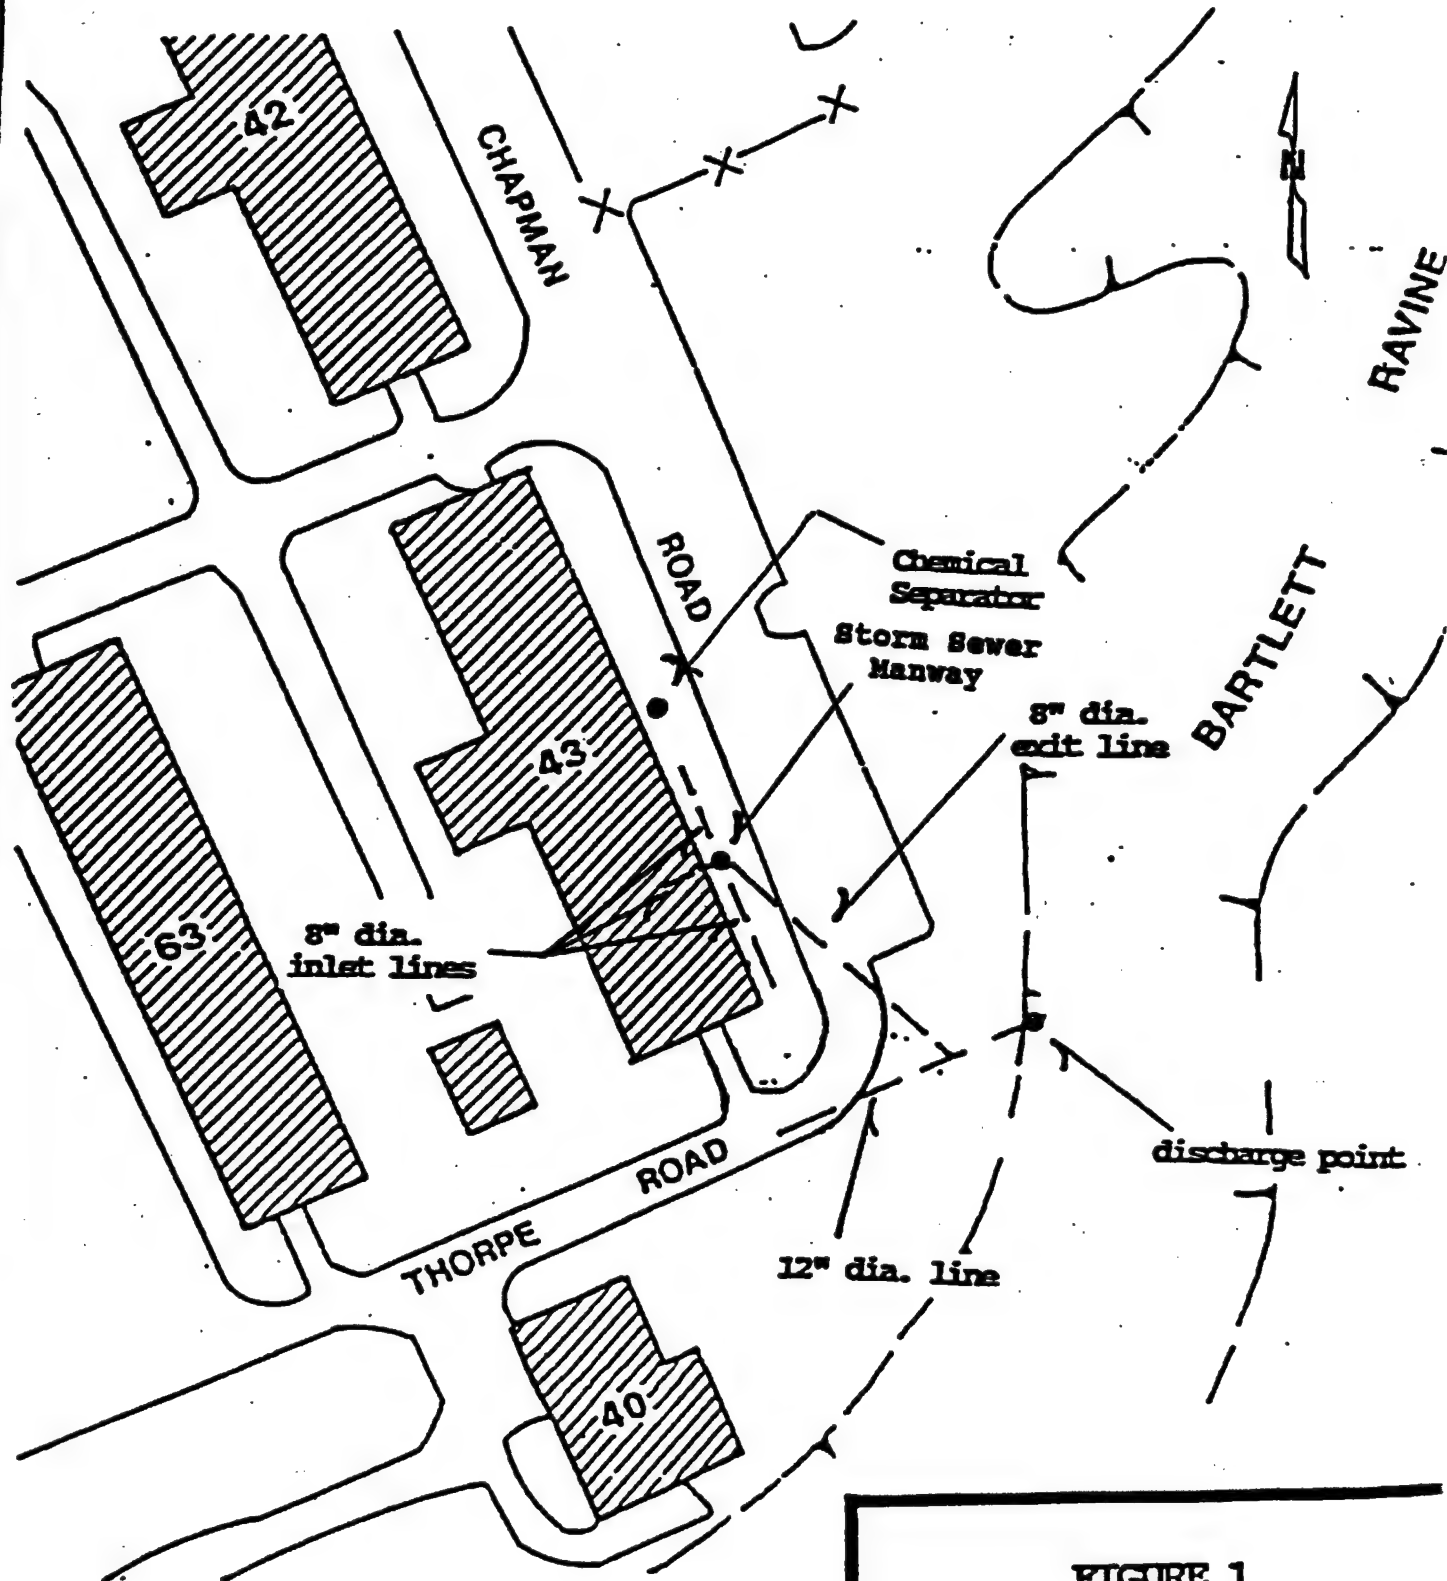 42
CHAPMAN
N
RAVINE
ROAD
Chemical
Separator
Storm Sewer
Manway
BARTLETT
8" dia.
exit line
43
63
8" dia.
inlet lines
discharge point
ROAD
THORPE
12" dia. line
40
FIGURE 1